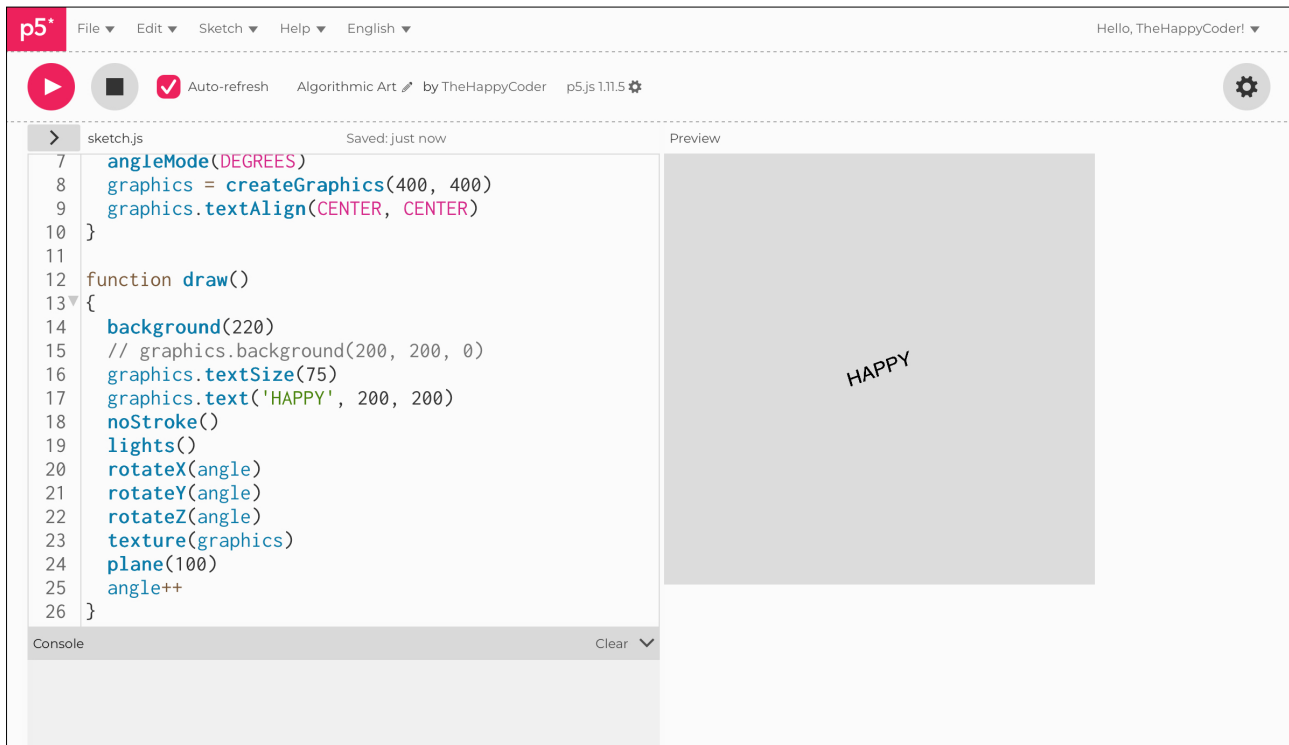 p5* File Edit Sketch Help English Hello, TheHappyCoder!
Auto-refresh Algorithmic Art by TheHappyCoder p5.js 1.11.5
sketch.js Saved: just now Preview
7 angleMode(DEGREES)
8 graphics = createGraphics(400, 400)
9 graphics.textAlign(CENTER, CENTER)
10 }
11
12 function draw()
13 {
14 background(220)
15 // graphics.background(200, 200, 0)
16 graphics.textSize(75)
17 graphics.text('HAPPY', 200, 200)
18 noStroke()
19 lights()
20 rotateX(angle)
21 rotateY(angle)
22 rotateZ(angle)
23 texture(graphics)
24 plane(100)
25 angle++
26 }
HAPPY
Console Clear